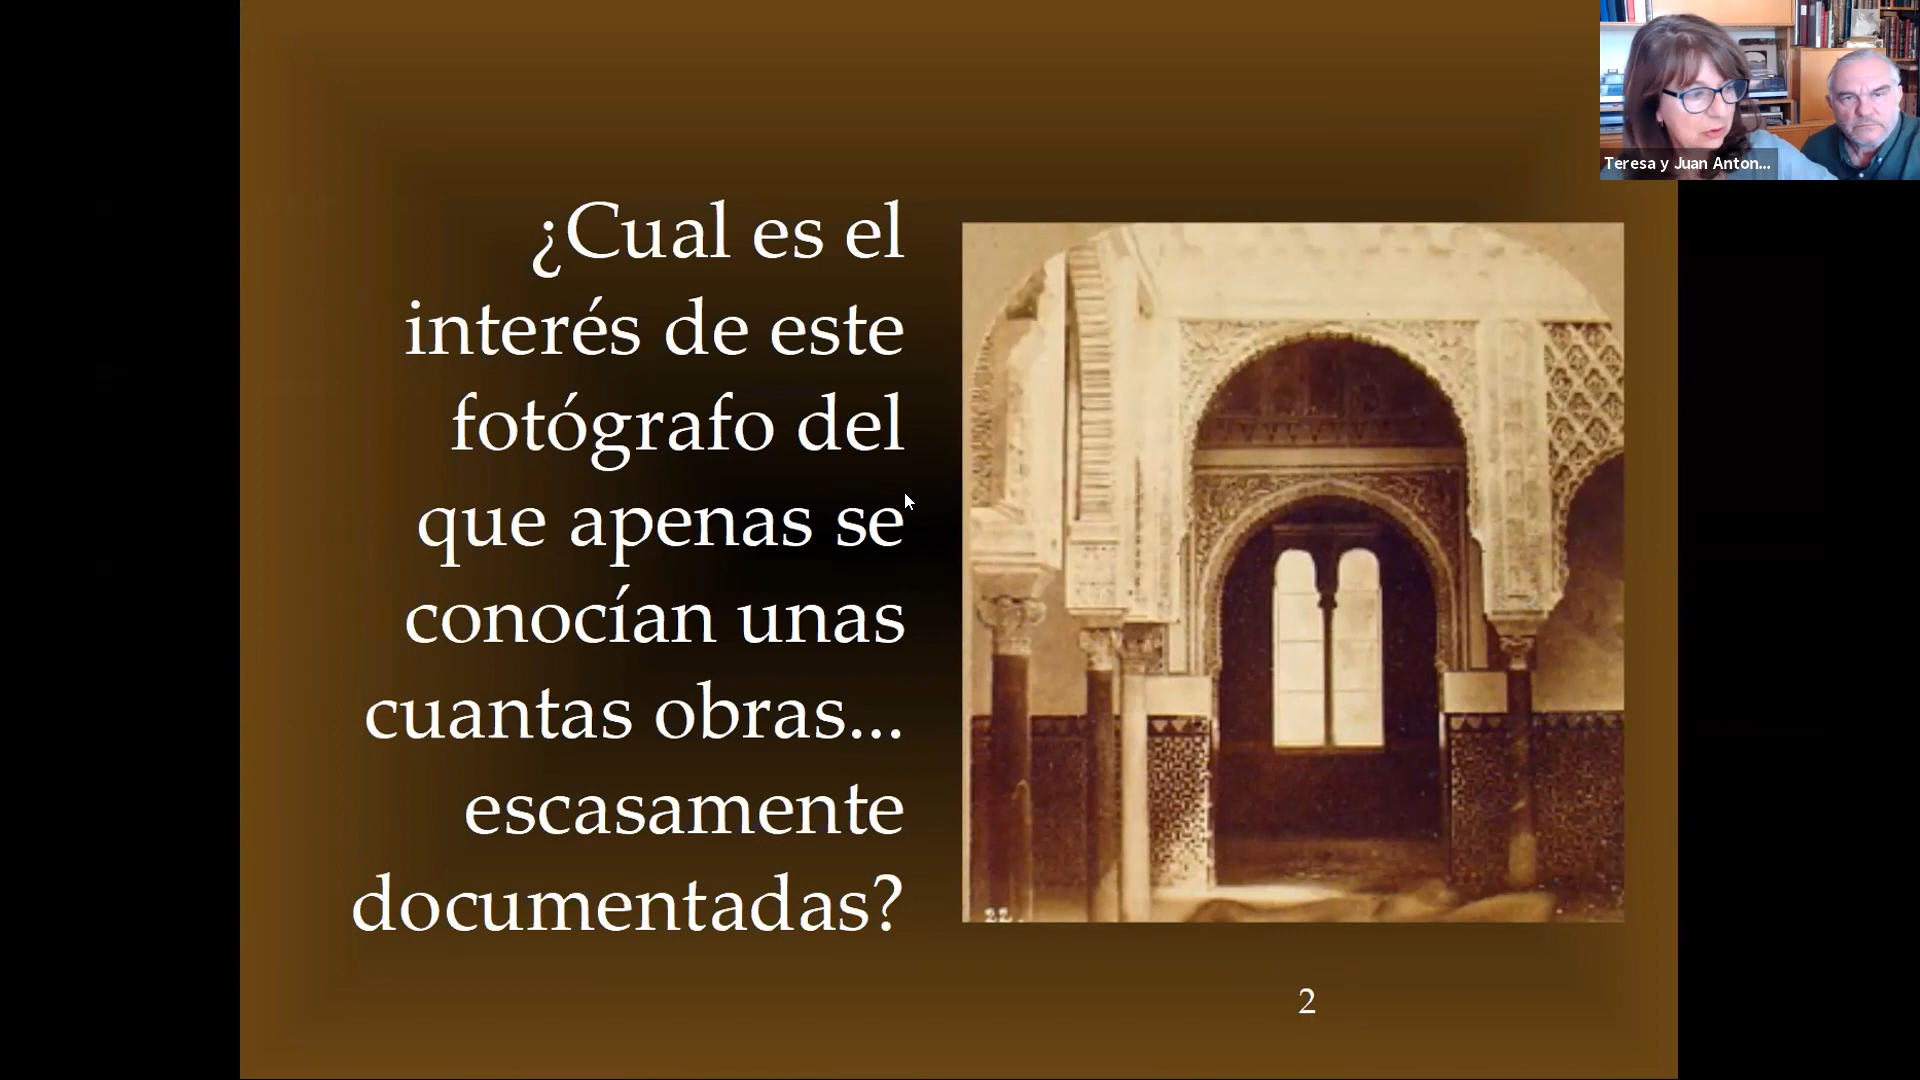 Teresa y Juan Anton...
¿Cual es el
interés de este
fotógrafo del
que apenas se
conocían unas
cuantas obras...
escasamente
documentadas?
22.
2